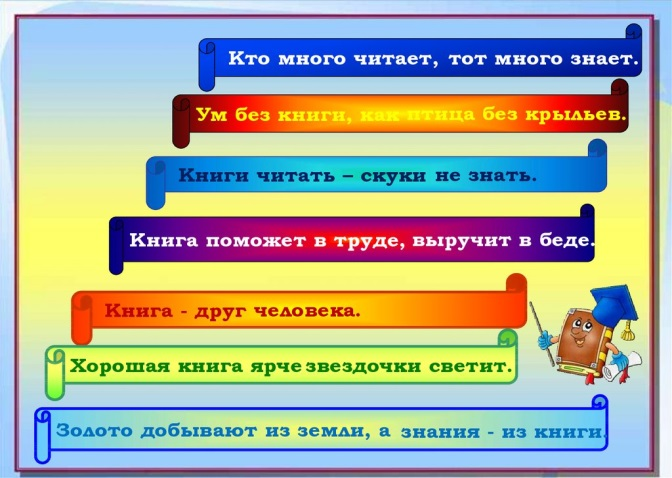 Кто много читает, тот много знает.
Ум без книги, как птица без крыльев.
Книги читать – скуки не знать.
Книга поможет в труде, выручит в беде.
Книга - друг человека.
Хорошая книга ярче звездочки светит.
Золото добывают из земли, а знания - из книги.